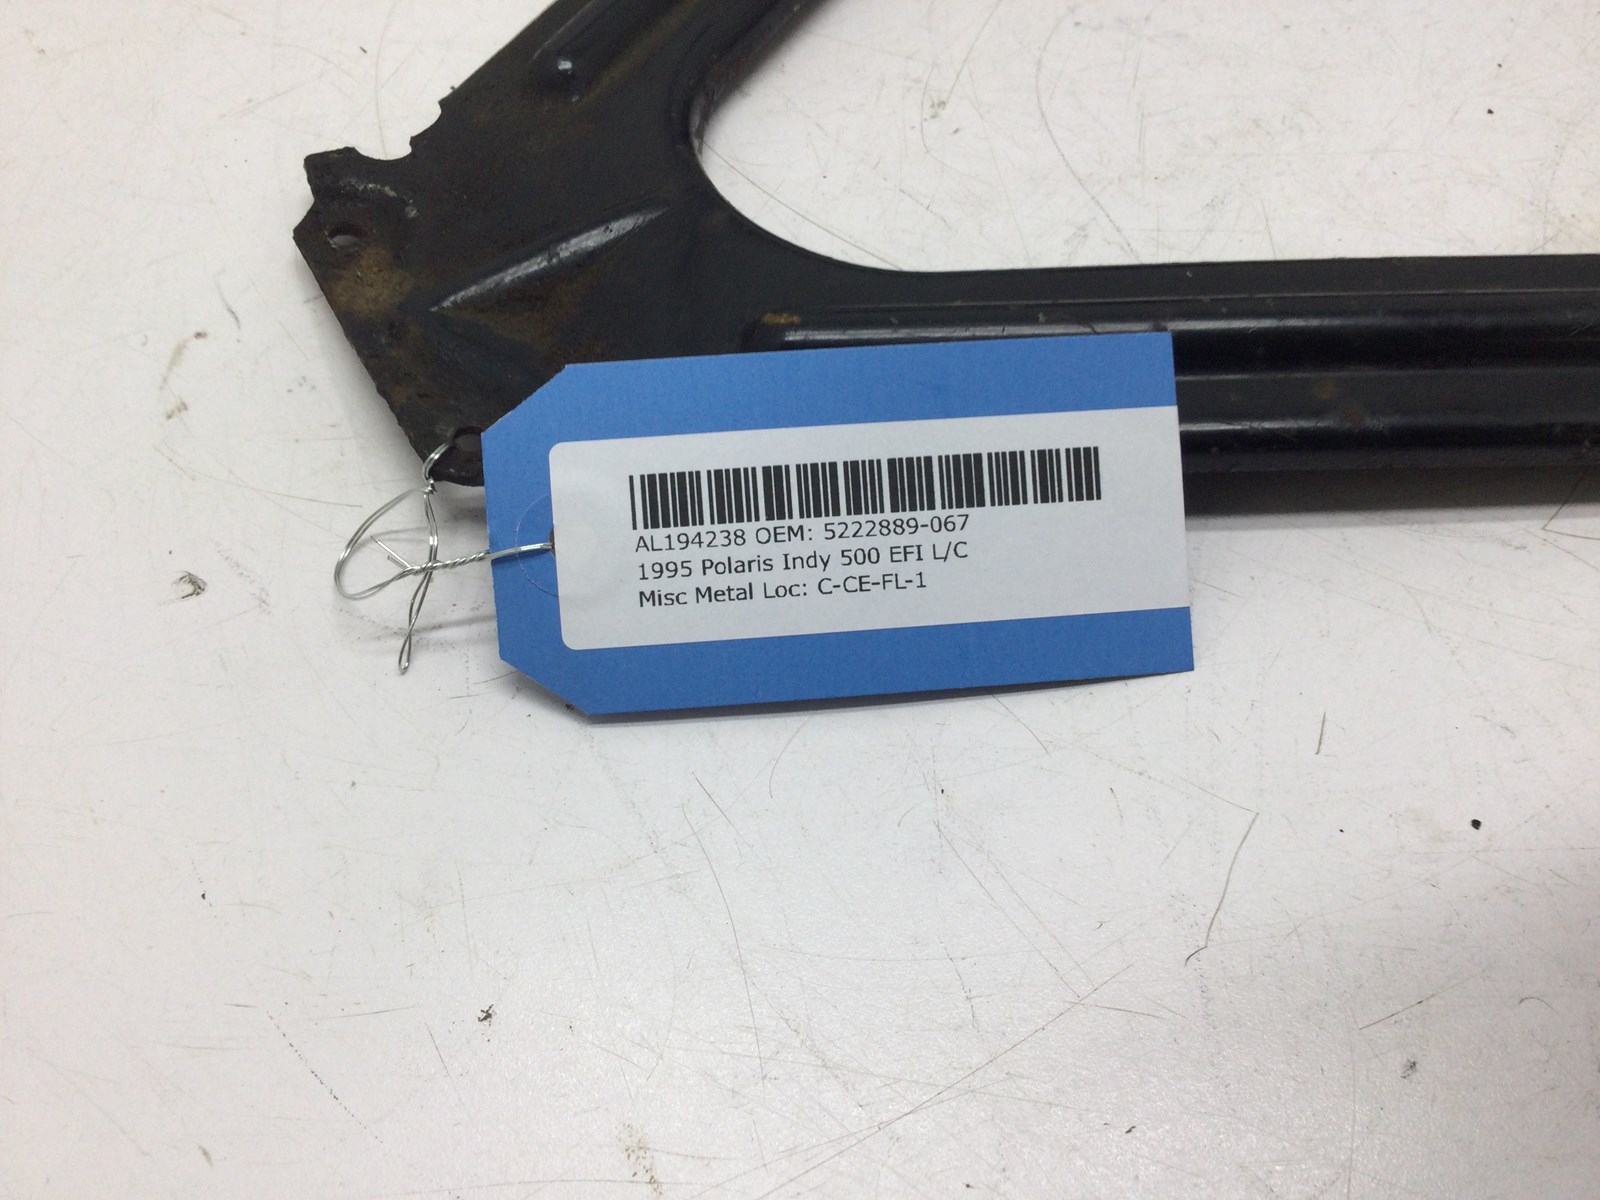 AL194238 OEM: 5222889-067
1995 Polaris Indy 500 EFI L/C
Misc Metal Loc: C-CE-FL-1